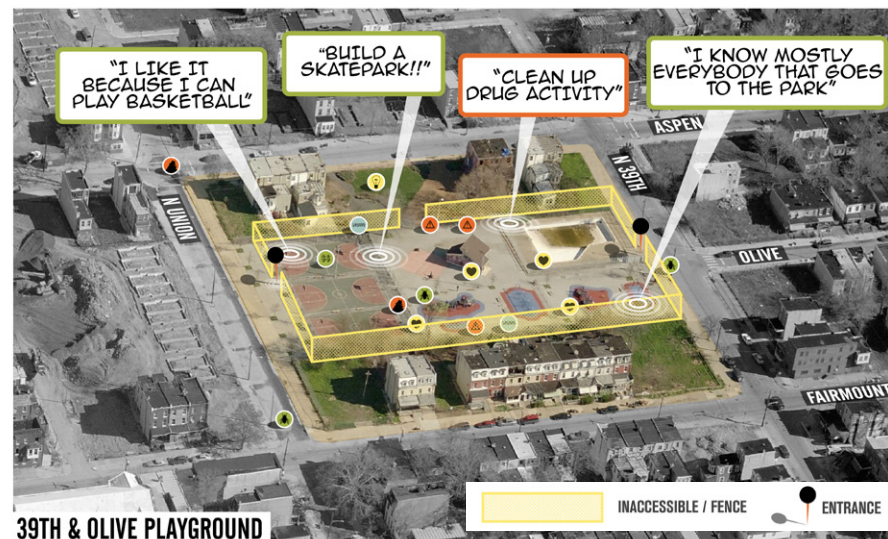 "I LIKE IT
BECAUSE I CAN
PLAY BASKETBALL"
"BUILD A
SKATEPARK!!"
"CLEAN UP
DRUG ACTIVITY"
"I KNOW MOSTLY
EVERYBODY THAT GOES
TO THE PARK"
ASPEN
N 39TH
N UNION
OLIVE
FAIRMOUNT
INACCESSIBLE / FENCE
ENTRANCE
39TH & OLIVE PLAYGROUND